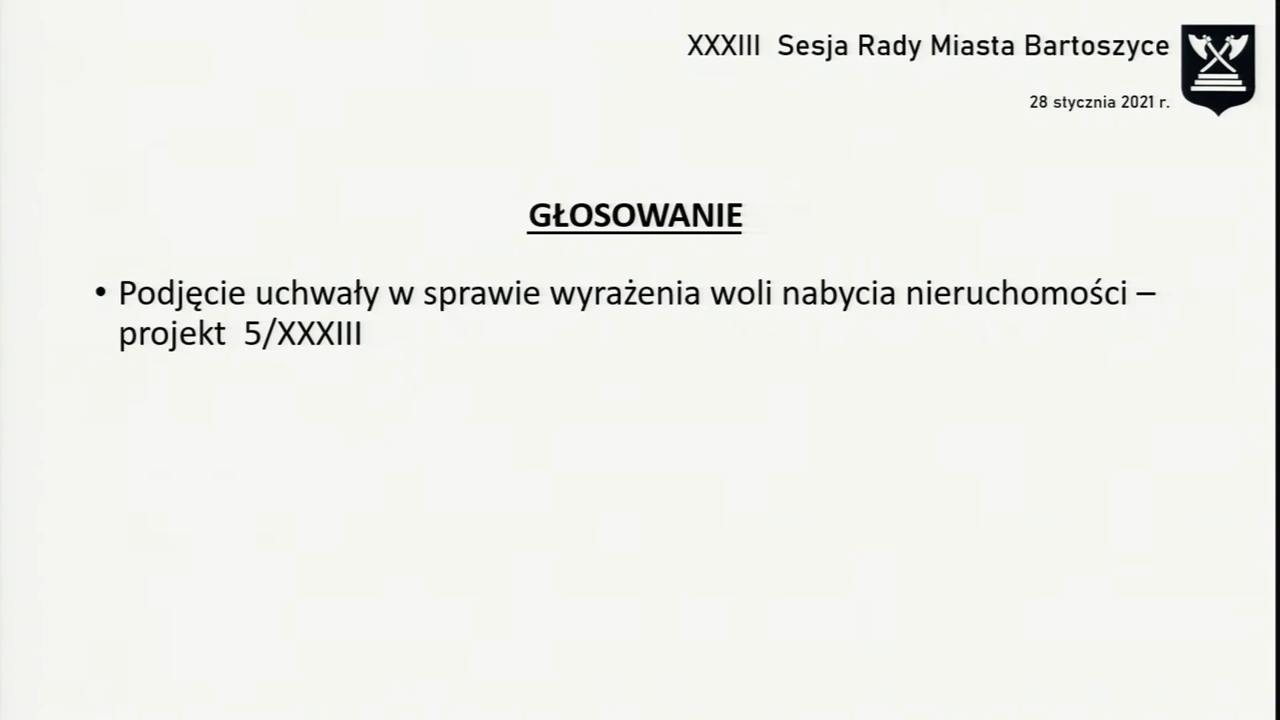 XXXIII Sesja Rady Miasta Bartoszyce
28 stycznia 2021 r.
GŁOSOWANIE
• Podjęcie uchwały w sprawie wyrażenia woli nabycia nieruchomości –
projekt 5/XXXIII